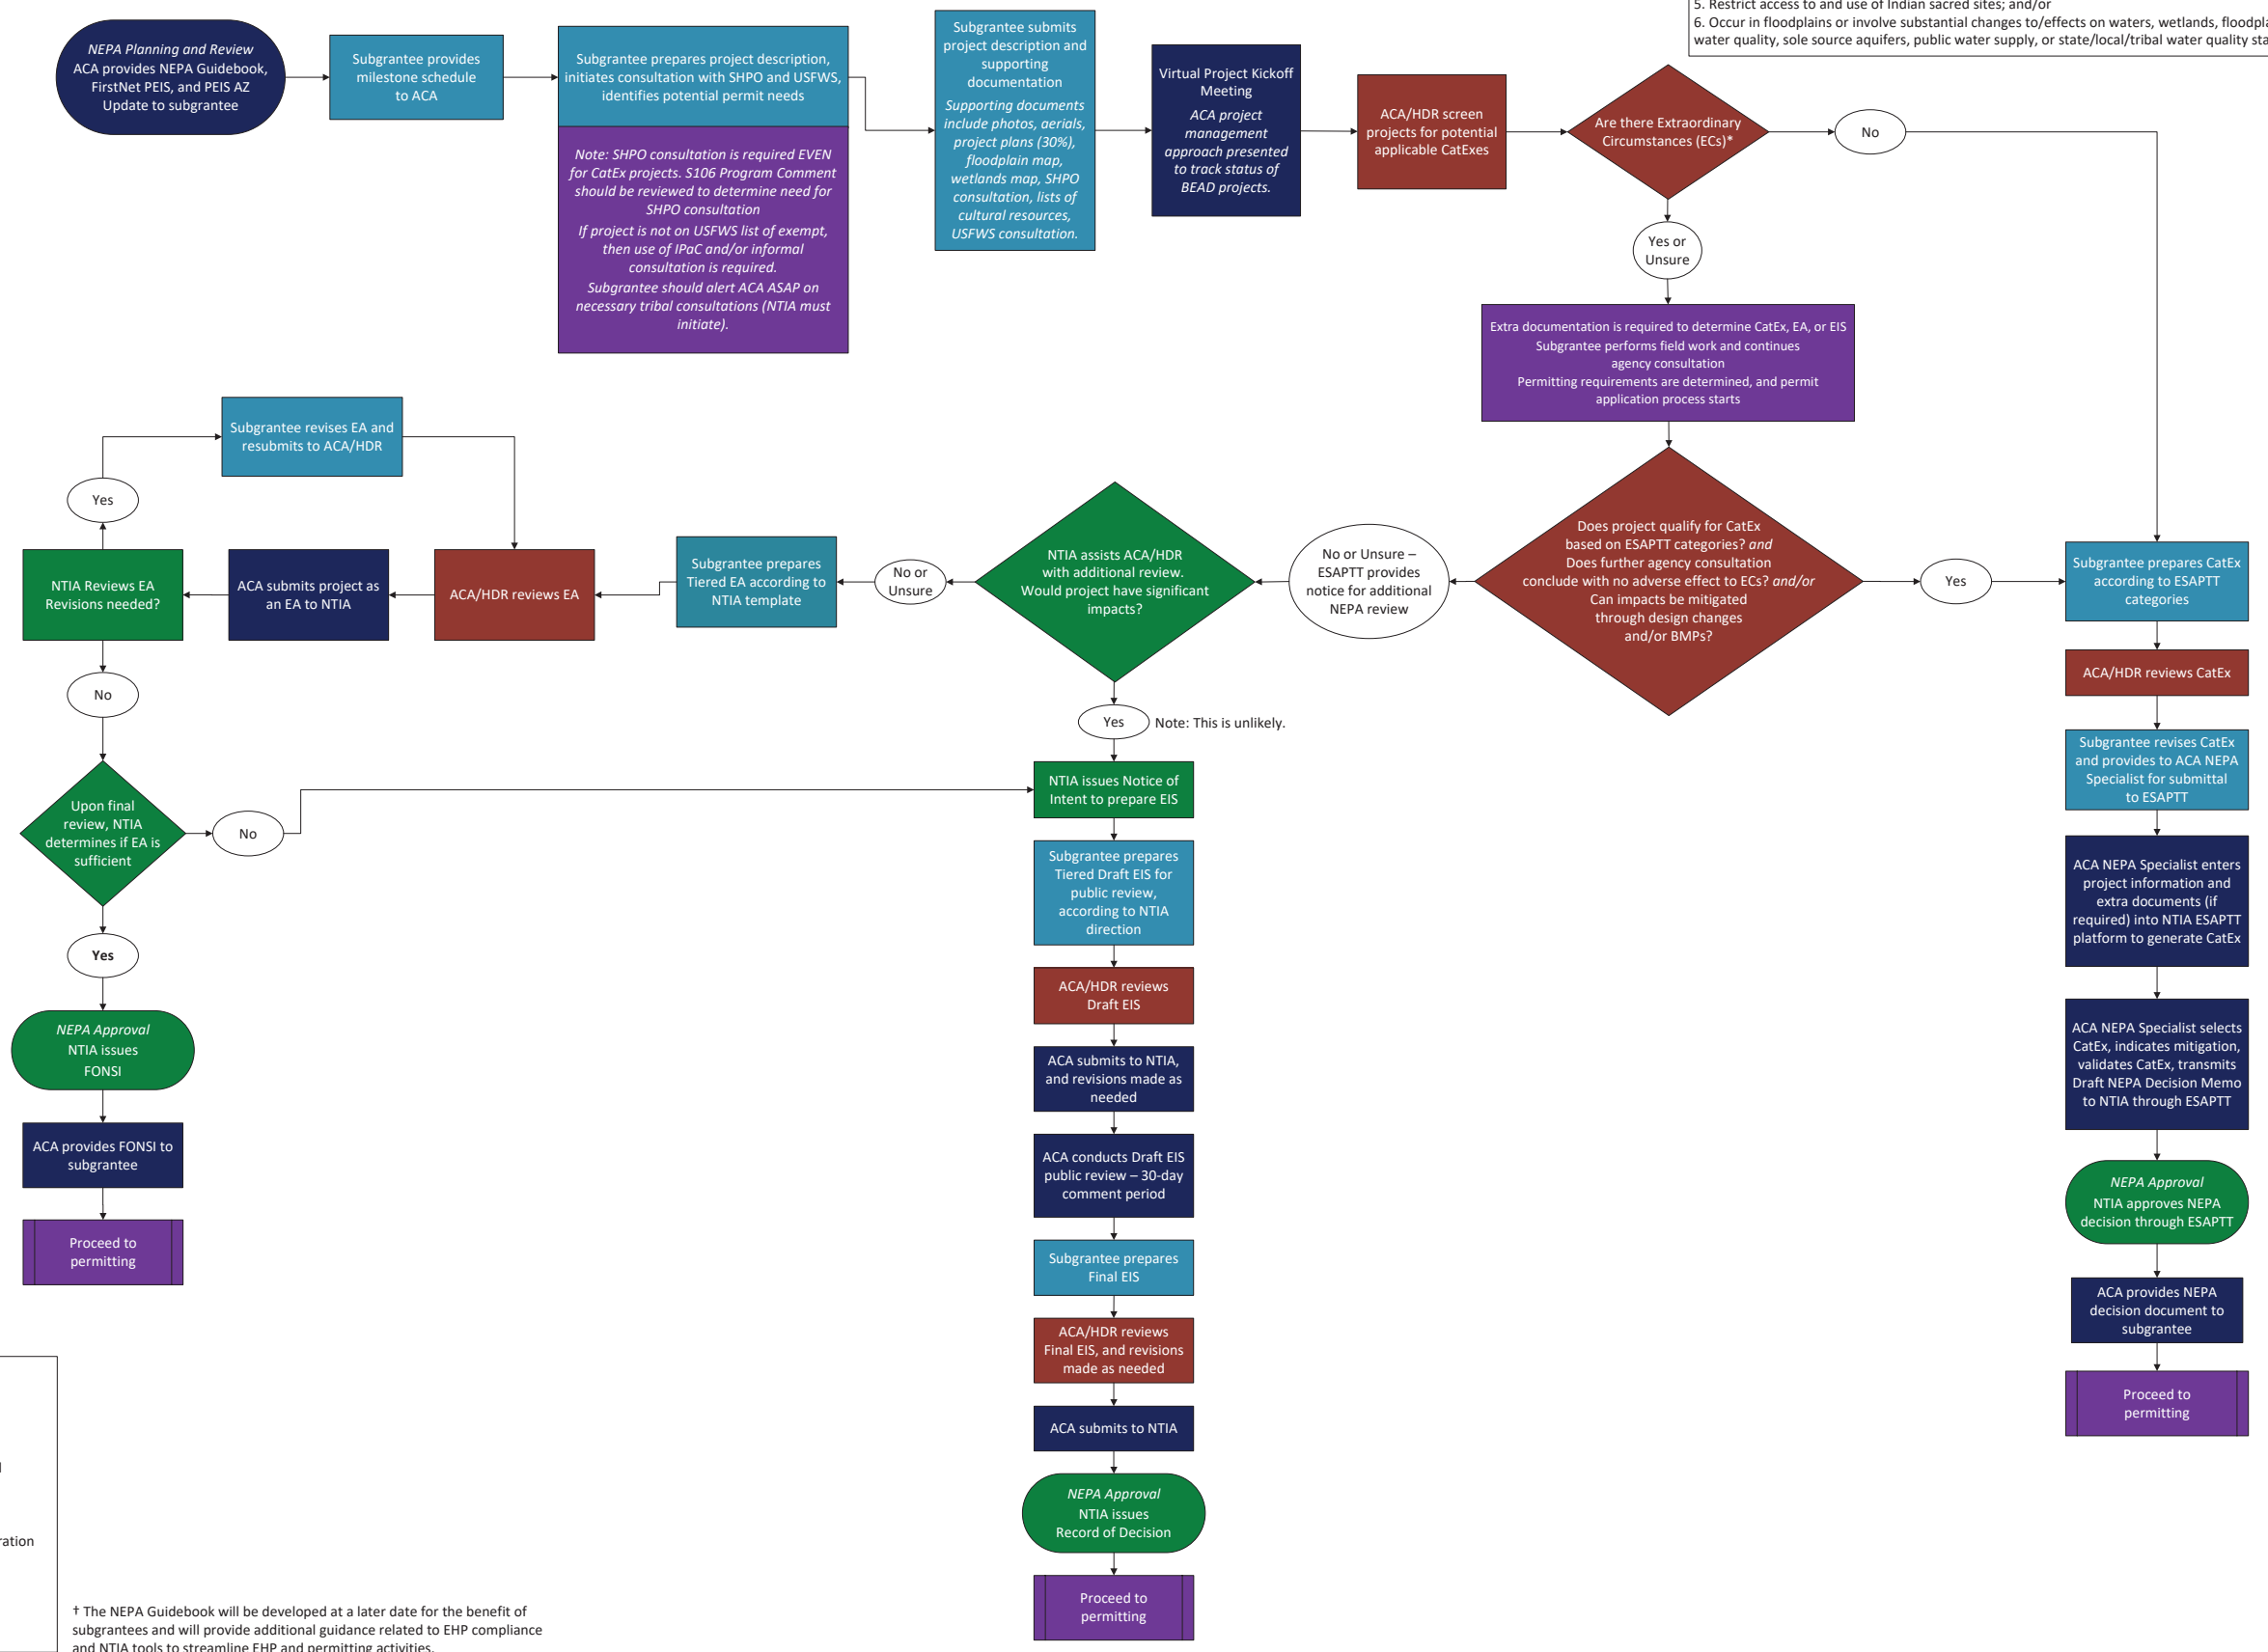 5. Restrict access to and use of Indian sacred sites; and/or
6. Occur in floodplains or involve substantial changes to/effects on waters, wetlands,
water quality, sole source aquifers, public water supply, or state/local/tribal water quality
NEPA Planning and Review
ACA provides NEPA Guidebook,
FirstNet PEIS, and PEIS AZ
Update to subgrantee
Subgrantee provides
milestone schedule
to ACA
Subgrantee prepares project description,
initiates consultation with SHPO and USFWS,
identifies potential permit needs
Note: SHPO consultation is required EVEN
for CatEx projects. S106 Program Comment
should be reviewed to determine need for
SHPO consultation
If project is not on USFWS list of exempt,
then use of IPaC and/or informal
consultation is required.
Subgrantee should alert ACA ASAP on
necessary tribal consultations (NTIA must
initiate).
Subgrantee submits
project description and
supporting
documentation
Supporting documents
include photos, aerials,
project plans (30%),
floodplain map,
wetlands map, SHPO
consultation, lists of
cultural resources,
USFWS consultation.
Virtual Project Kickoff
Meeting
ACA project
management
approach presented
to track status of
BEAD projects.
ACA/HDR screen
projects for potential
applicable CatExes
Are there Extraordinary
Circumstances (ECs)*
No
Yes or
Unsure
Extra documentation is required to determine CatEx, EA, or EIS
Subgrantee performs field work and continues
agency consultation
Permitting requirements are determined, and permit
application process starts
Does project qualify for CatEx
based on ESAPTT categories? and
Does further agency consultation
conclude with no adverse effect to ECs? and/or
Can impacts be mitigated
through design changes
and/or BMPs?
Yes
No or Unsure –
ESAPTT provides
notice for additional
NEPA review
NTIA assists ACA/HDR
with additional review.
Would project have significant
impacts?
No or
Unsure
Subgrantee prepares
Tiered EA according to
NTIA template
ACA/HDR reviews EA
ACA submits project as
an EA to NTIA
NTIA Reviews EA
Revisions needed?
Yes
Subgrantee revises EA and
resubmits to ACA/HDR
No
Upon final
review, NTIA
determines if EA is
sufficient
No
Yes
NEPA Approval
NTIA issues
FONSI
ACA provides FONSI to
subgrantee
Proceed to
permitting
Yes
Note: This is unlikely.
NTIA issues Notice of
Intent to prepare EIS
Subgrantee prepares
Tiered Draft EIS for
public review,
according to NTIA
direction
ACA/HDR reviews
Draft EIS
ACA submits to NTIA,
and revisions made as
needed
ACA conducts Draft EIS
public review – 30-day
comment period
Subgrantee prepares
Final EIS
ACA/HDR reviews
Final EIS, and revisions
made as needed
ACA submits to NTIA
NEPA Approval
NTIA issues
Record of Decision
Proceed to
permitting
Subgrantee prepares CatEx
according to ESAPTT
categories
ACA/HDR reviews CatEx
Subgrantee revises CatEx
and provides to ACA NEPA
Specialist for submittal
to ESAPTT
ACA NEPA Specialist enters
project information and
extra documents (if
required) into NTIA ESAPTT
platform to generate CatEx
ACA NEPA Specialist selects
CatEx, indicates mitigation,
validates CatEx, transmits
Draft NEPA Decision Memo
to NTIA through ESAPTT
NEPA Approval
NTIA approves NEPA
decision through ESAPTT
ACA provides NEPA
decision document to
subgrantee
Proceed to
permitting
† The NEPA Guidebook will be developed at a later date for the benefit of
subgrantees and will provide additional guidance related to EHP compliance
and NTIA tools to streamline EHP and permitting activities.